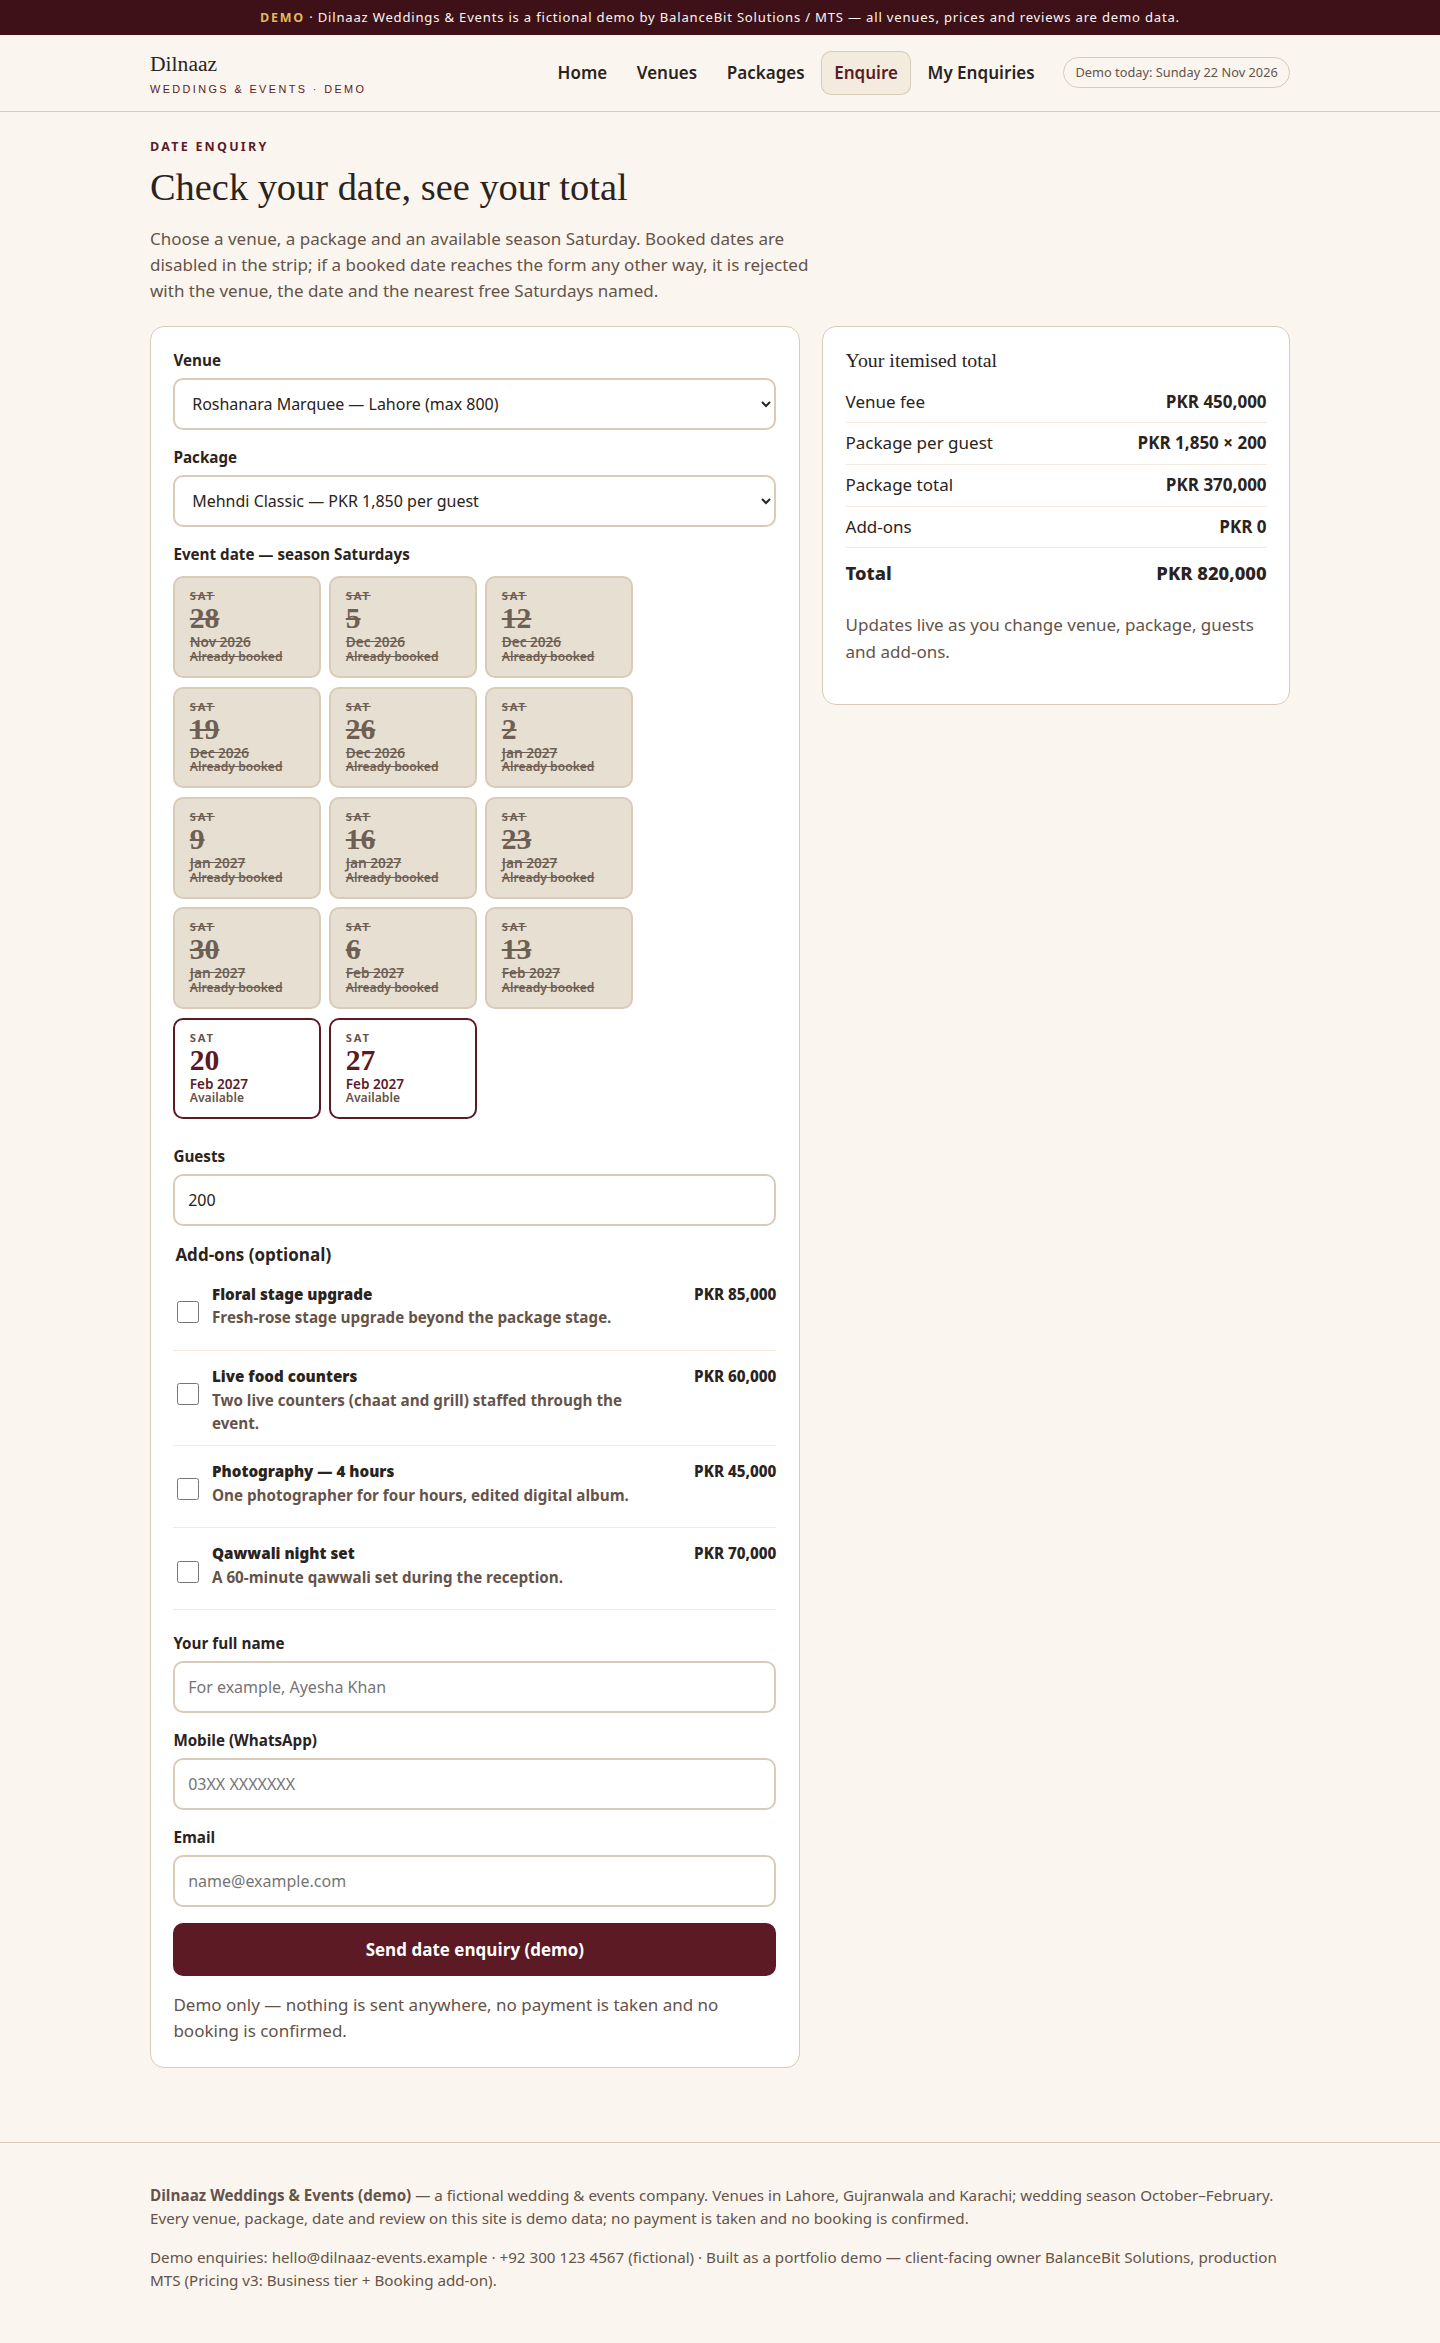 DEMO · Dilnaaz Weddings & Events is a fictional demo by BalanceBit Solutions / MTS — all venues, prices and reviews are demo data.
Dilnaaz
WEDDINGS & EVENTS · DEMO
Home
Venues
Packages
Enquire
My Enquiries
Demo today: Sunday 22 Nov 2026
DATE ENQUIRY
Check your date, see your total
Choose a venue, a package and an available season Saturday. Booked dates are
disabled in the strip; if a booked date reaches the form any other way, it is rejected
with the venue, the date and the nearest free Saturdays named.
Venue
Roshanara Marquee — Lahore (max 800)
Package
Mehndi Classic — PKR 1,850 per guest
Event date — season Saturdays
SAT
28
Nov 2026
Already booked
SAT
5
Dec 2026
Already booked
SAT
12
Dec 2026
Already booked
SAT
19
Dec 2026
Already booked
SAT
26
Dec 2026
Already booked
SAT
2
Jan 2027
Already booked
SAT
9
Jan 2027
Already booked
SAT
16
Jan 2027
Already booked
SAT
23
Jan 2027
Already booked
SAT
30
Jan 2027
Already booked
SAT
6
Feb 2027
Already booked
SAT
13
Feb 2027
Already booked
SAT
20
Feb 2027
Available
SAT
27
Feb 2027
Available
Guests
200
Add-ons (optional)
Floral stage upgrade PKR 85,000
Fresh-rose stage upgrade beyond the package stage.
Live food counters PKR 60,000
Two live counters (chaat and grill) staffed through the
event.
Photography — 4 hours PKR 45,000
One photographer for four hours, edited digital album.
Qawwali night set PKR 70,000
A 60-minute qawwali set during the reception.
Your full name
For example, Ayesha Khan
Mobile (WhatsApp)
03XX XXXXXXX
Email
name@example.com
Send date enquiry (demo)
Demo only — nothing is sent anywhere, no payment is taken and no
booking is confirmed.
Your itemised total
Venue fee PKR 450,000
Package per guest PKR 1,850 × 200
Package total PKR 370,000
Add-ons PKR 0
Total PKR 820,000
Updates live as you change venue, package, guests
and add-ons.
Dilnaaz Weddings & Events (demo) — a fictional wedding & events company. Venues in Lahore, Gujranwala and Karachi; wedding season October–February.
Every venue, package, date and review on this site is demo data; no payment is taken and no booking is confirmed.
Demo enquiries: hello@dilnaaz-events.example · +92 300 123 4567 (fictional) · Built as a portfolio demo — client-facing owner BalanceBit Solutions, production
MTS (Pricing v3: Business tier + Booking add-on).